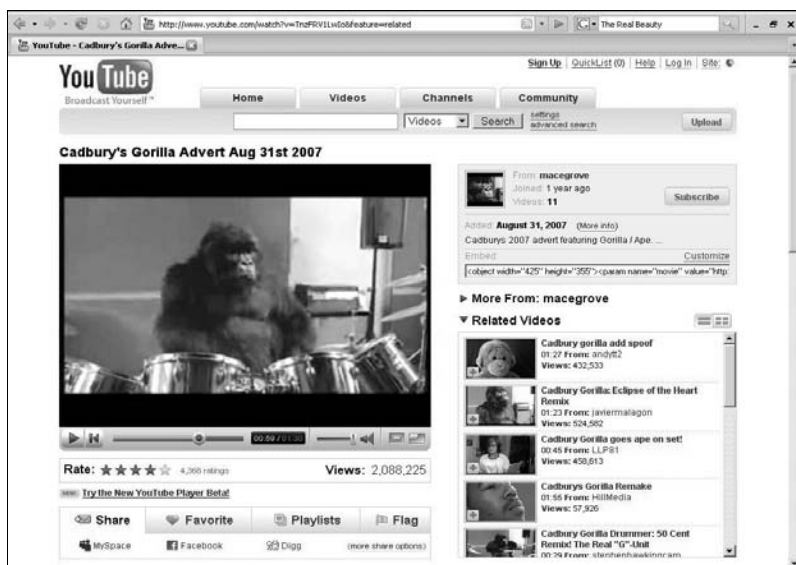 http://www.youtube.com/watch?v=TnzFRV1LwIo&feature=related
The Real Beauty
YouTube - Cadbury's Gorilla Adve...
Sign Up | QuickList (0) | Help | Log In | Site:
YouTube
Broadcast Yourself™
Home Videos Channels Community
Videos Search settings advanced search Upload
Cadbury's Gorilla Advert Aug 31st 2007
From: macegrove
Joined: 1 year ago
Videos: 11
Subscribe
Added: August 31, 2007 (More info)
Cadburys 2007 advert featuring Gorilla / Ape. ...
Embed: Customize
<object width="425" height="355"><param name="movie" value="http:
More From: macegrove
Related Videos
Cadbury gorilla add spoof
01:27 From: andytt2
Views: 432,533
Cadbury Gorilla: Eclipse of the Heart
Remix
01:23 From: javiermalagon
Views: 524,582
Cadbury Gorilla goes ape on set!
00:45 From: LLP81
Views: 458,613
Cadburys Gorilla Remake
01:56 From: HillMedia
Views: 57,926
Cadbury Gorilla Drummer: 50 Cent
Remix! The Real "G"-Unit
00:29 From: stephenhawkingcam
00:59 / 01:30
Rate: 4,366 ratings Views: 2,088,225
Try the New YouTube Player Beta!
Share Favorite Playlists Flag
MySpace Facebook Digg (more share options)